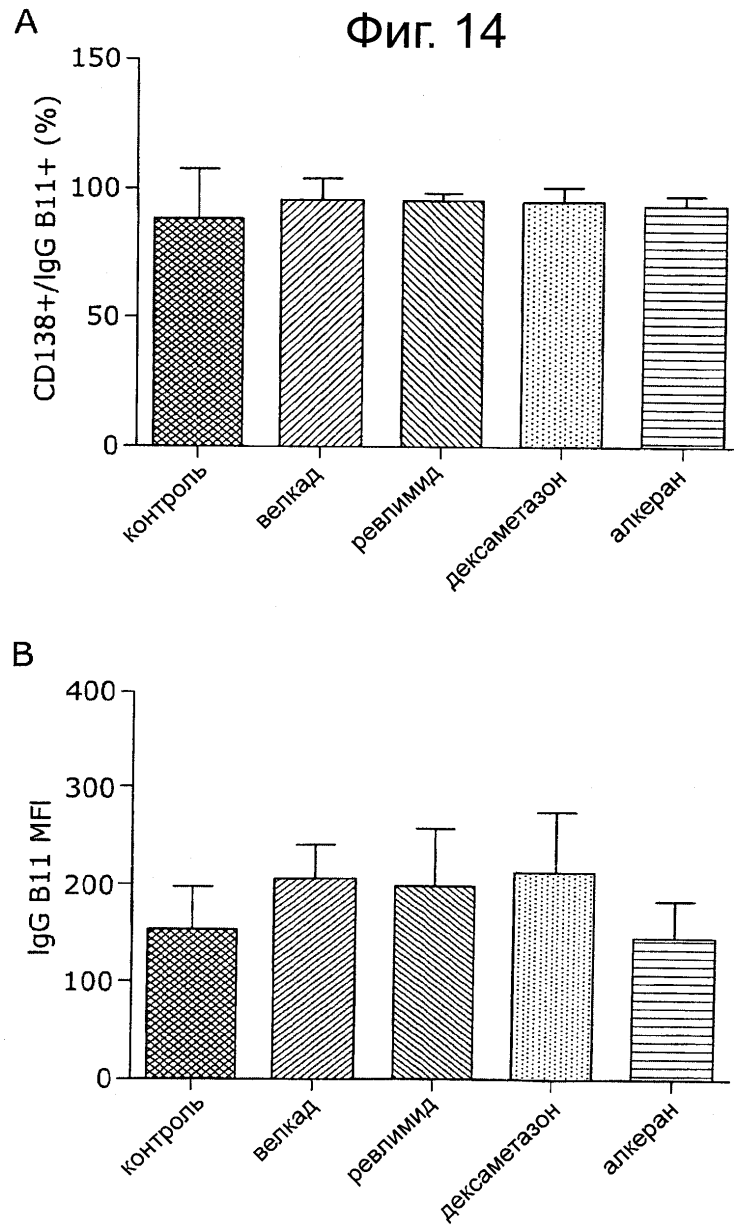 A
Фиг. 14
CD138+/IgG B11+ (%)
150
100
50
0
контроль
велкад
ревлимид
дексаметазон
алкеран
B
IgG B11 MFI
400
300
200
100
0
контроль
велкад
ревлимид
дексаметазон
алкеран